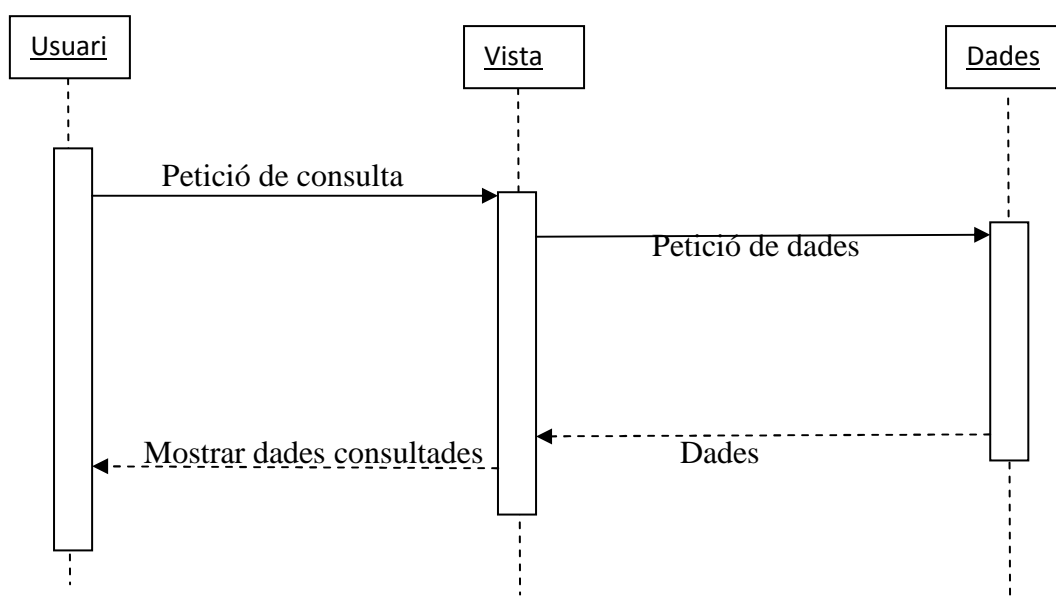 Usuari
Vista
Dades
Petició de consulta
Petició de dades
Mostrar dades consultades
Dades